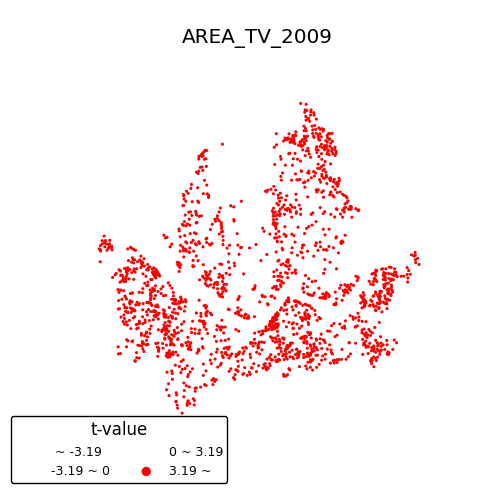 AREA_TV_2009
t-value
~ -3.19 0 ~ 3.19
-3.19 ~ 0 3.19 ~